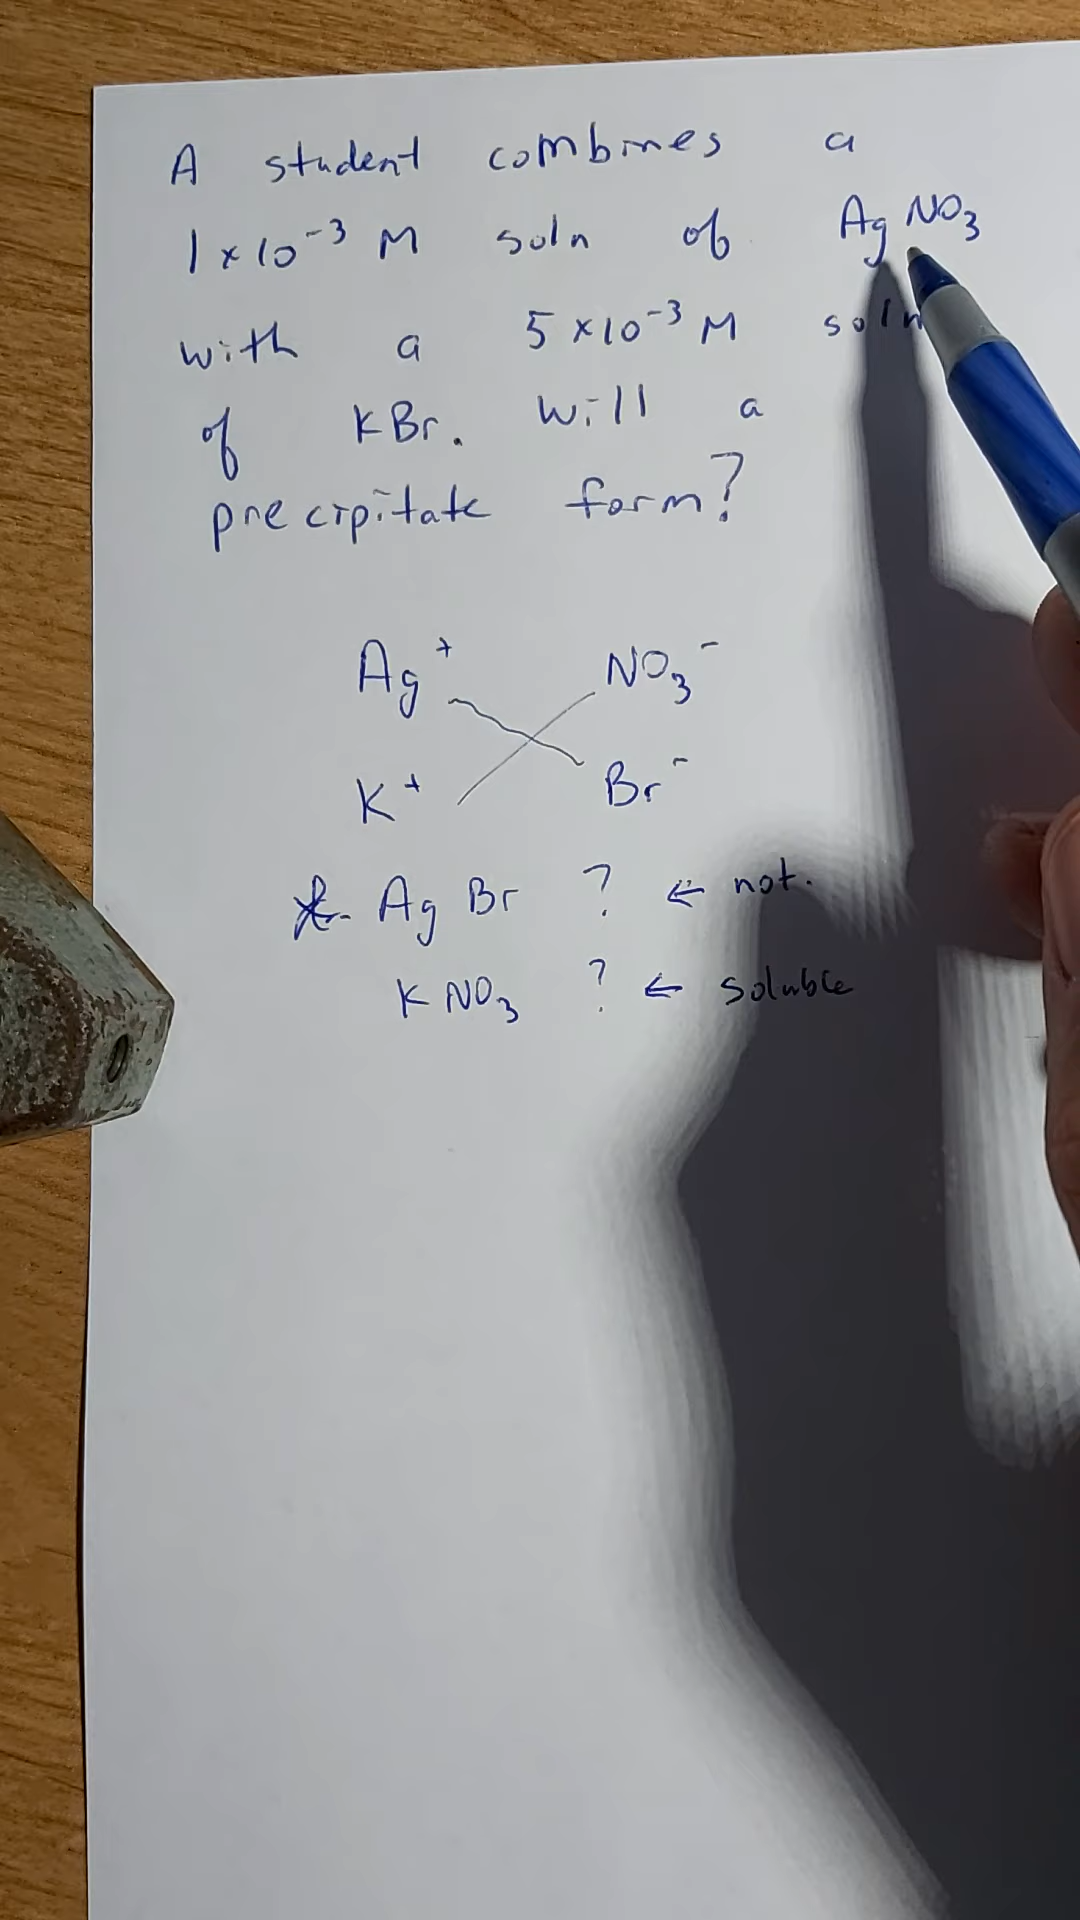 A student combines a
1 × 10⁻³ M soln of AgNO₃
with a 5 × 10⁻³ M soln
of KBr. Will a
precipitate form?
Ag⁺ NO₃⁻
K⁺ Br⁻
* AgBr ? ← not.
KNO₃ ? ← soluble